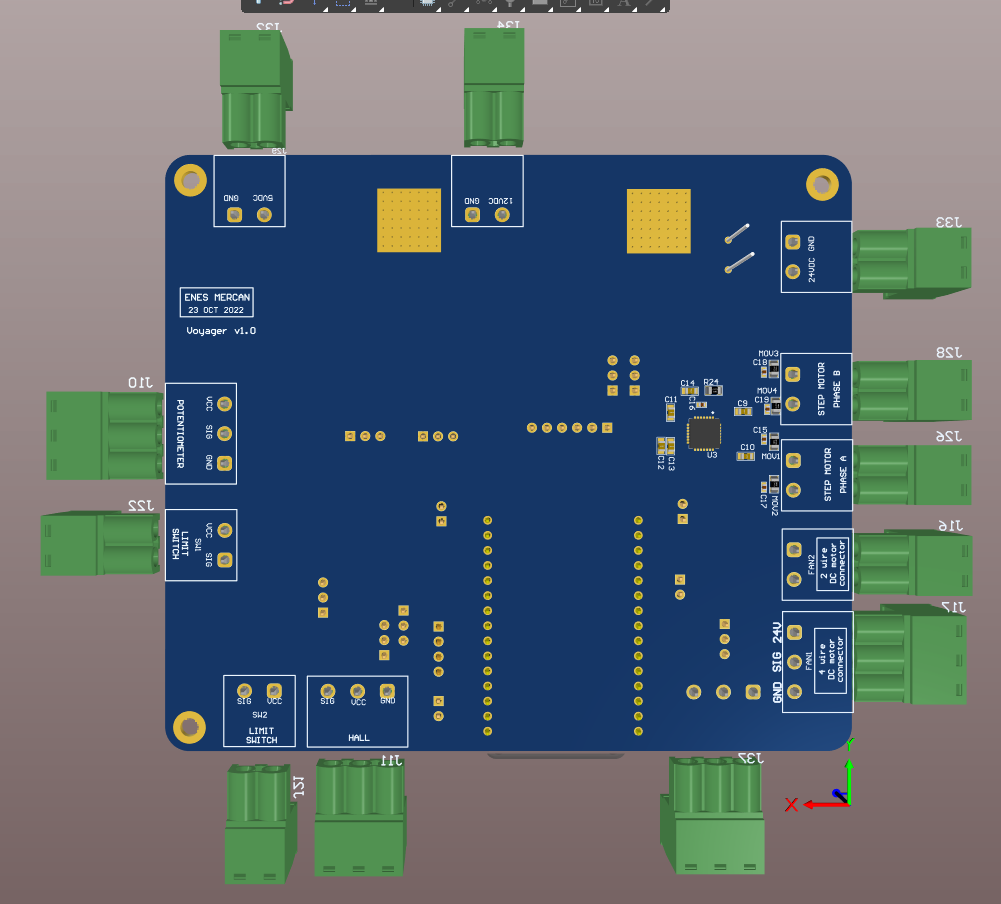 J32
J34
J29
GND
5VDC
GND
12VDC
J33
GND
24VDC
ENES MERCAN
23 OCT 2022
Voyager v1.0
J10
POTENTIOMETER
VCC
SIG
GND
J22
LIMIT
SWITCH
SW1
VCC
SIG
MOV3
C18
C14
R24
MOV4
C19
C16
C11
C9
C15
MOV1
C10
U3
C12
C13
C17
MOV2
J28
STEP MOTOR
PHASE B
J26
STEP MOTOR
PHASE A
J16
FAN2
2 wire
DC motor
connector
J17
GND SIG 24V
FAN1
4 wire
DC motor
connector
SIG
VCC
SW2
LIMIT
SWITCH
SIG
VCC
GND
HALL
J21
J11
J37
Y
X